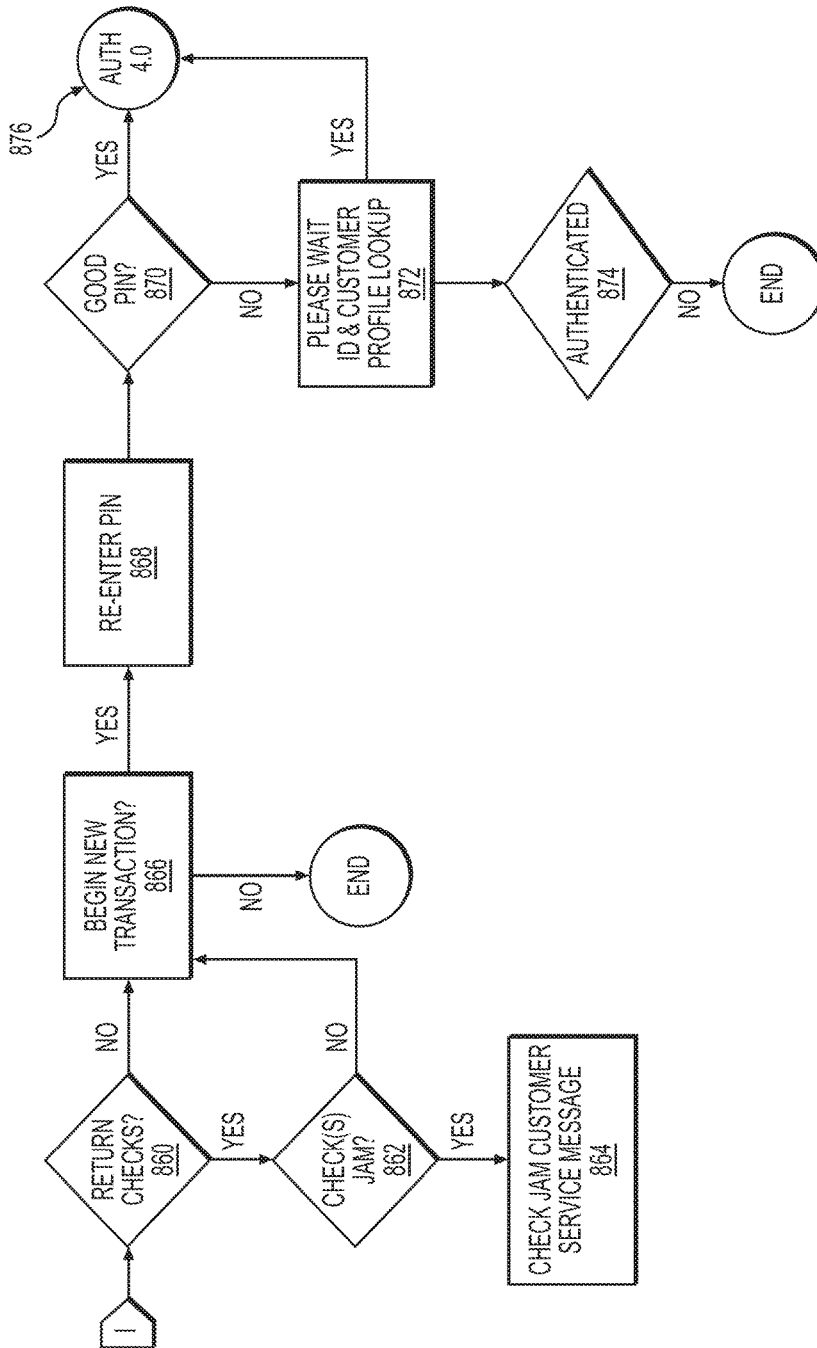 I
RETURN
CHECKS?
860
NO
YES
CHECK(S)
JAM?
862
NO
YES
CHECK JAM CUSTOMER
SERVICE MESSAGE
864
BEGIN NEW
TRANSACTION?
866
NO
END
YES
RE-ENTER PIN
868
GOOD
PIN?
870
YES
NO
PLEASE WAIT
ID & CUSTOMER
PROFILE LOOKUP
872
YES
AUTHENTICATED
874
NO
END
AUTH
4.0
876